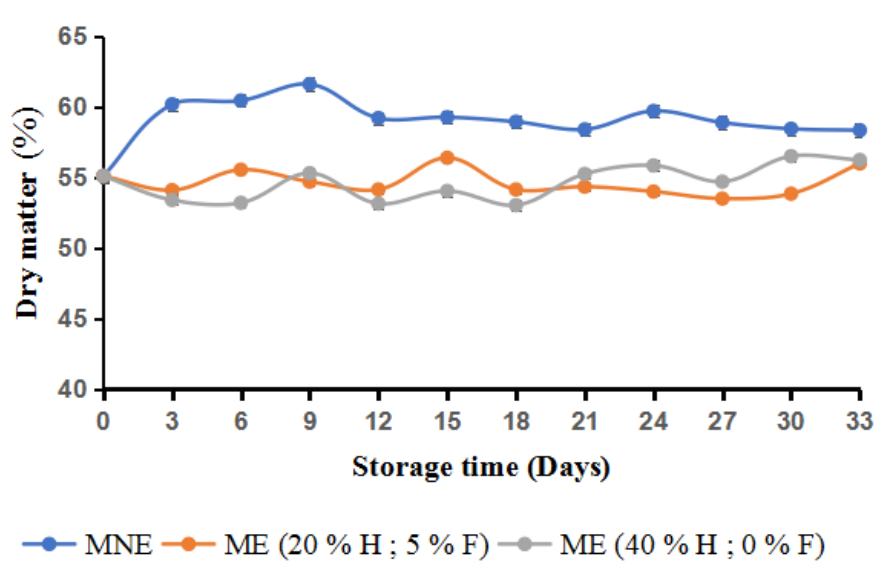 65
60
55
50
45
40
Dry matter (%)
0 3 6 9 12 15 18 21 24 27 30 33
Storage time (Days)
MNE ME (20 % H ; 5 % F) ME (40 % H ; 0 % F)